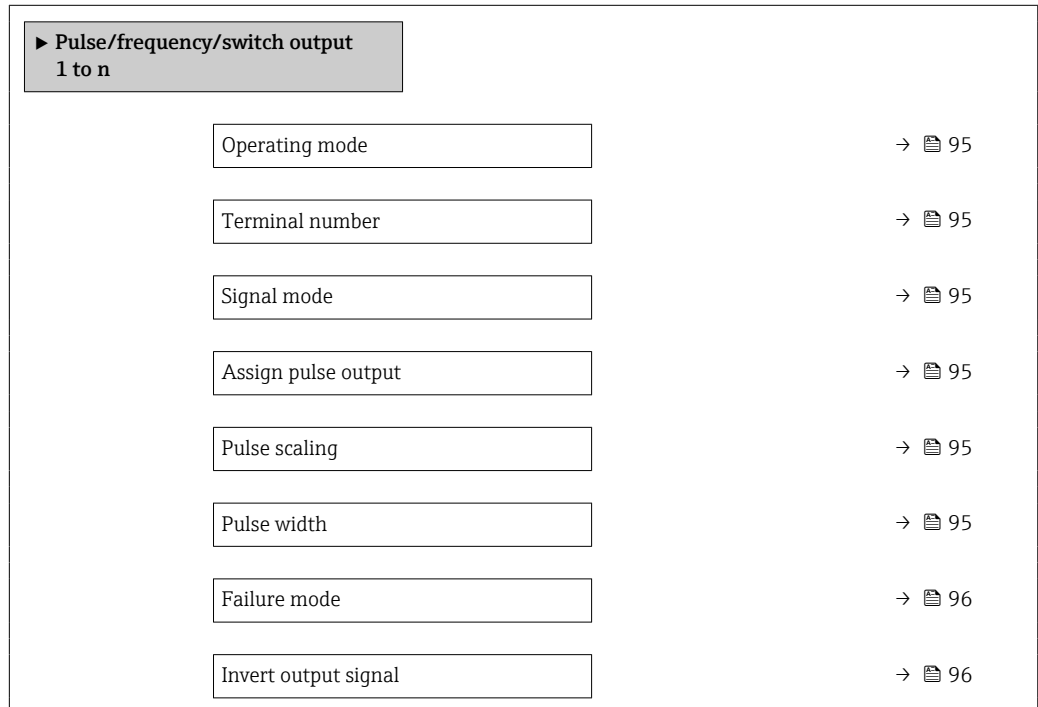 ► Pulse/frequency/switch output
1 to n
Operating mode → 95
Terminal number → 95
Signal mode → 95
Assign pulse output → 95
Pulse scaling → 95
Pulse width → 95
Failure mode → 96
Invert output signal → 96